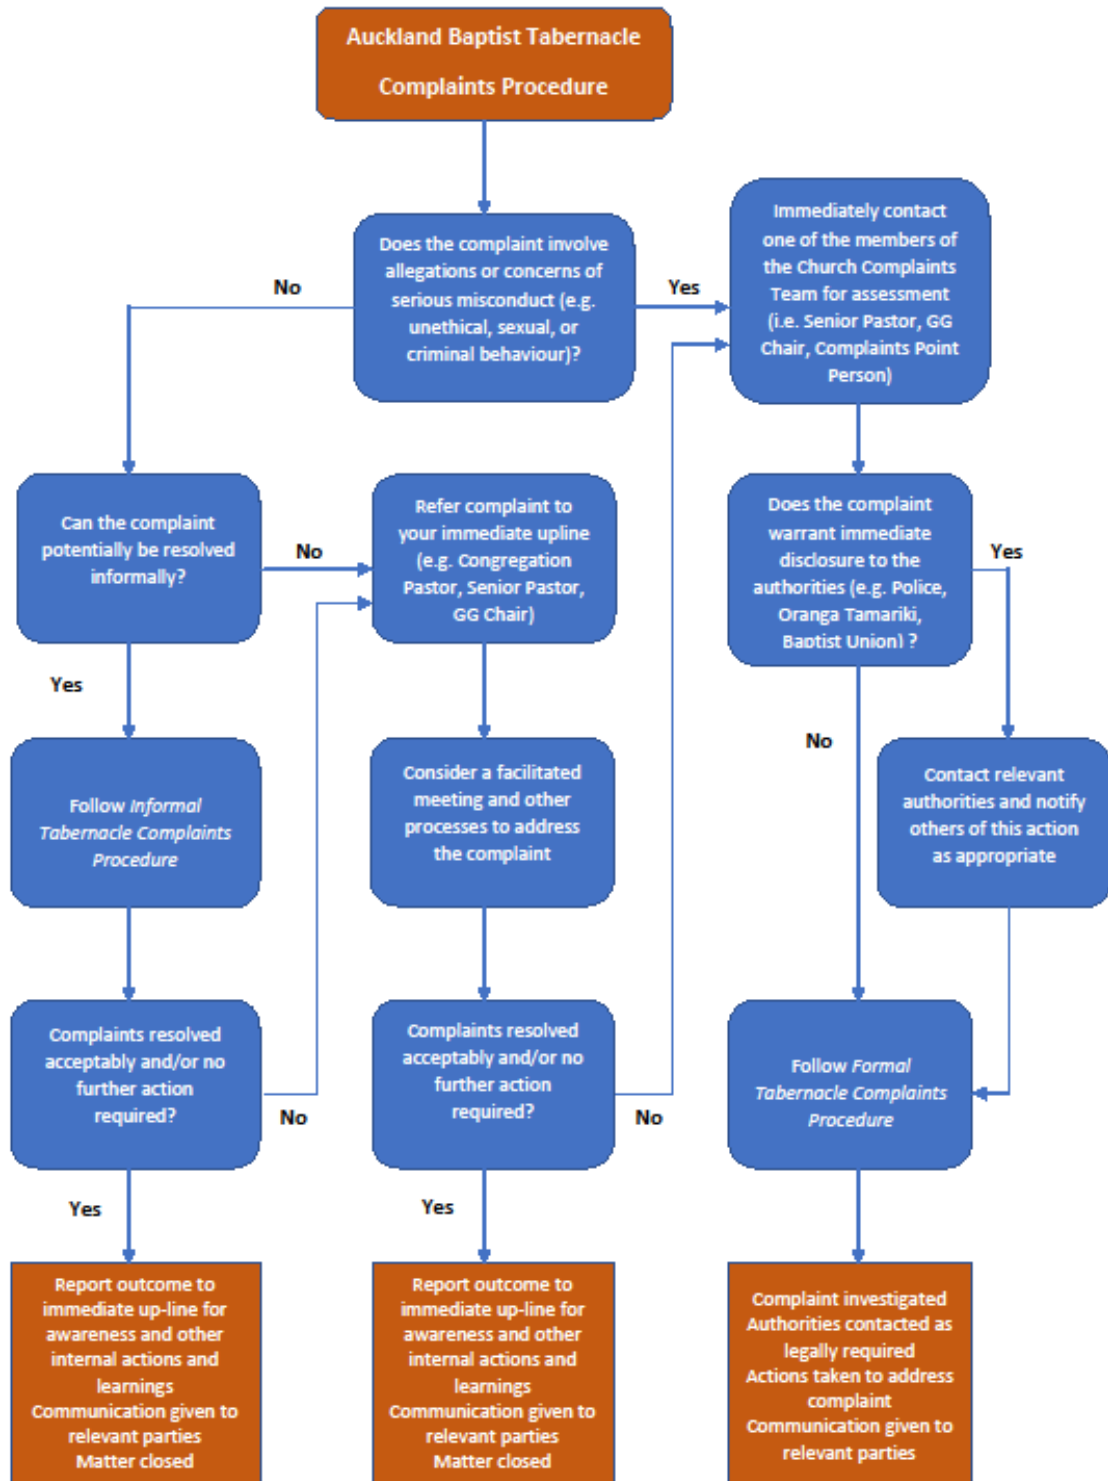 Auckland Baptist Tabernacle
Complaints Procedure
Does the complaint involve
allegations or concerns of
serious misconduct (e.g.
unethical, sexual, or
criminal behaviour)?
No
Yes
Immediately contact
one of the members of
the Church Complaints
Team for assessment
(i.e. Senior Pastor, GG
Chair, Complaints Point
Person)
Can the complaint
potentially be resolved
informally?
No
Yes
Refer complaint to
your immediate upline
(e.g. Congregation
Pastor, Senior Pastor,
GG Chair)
Does the complaint
warrant immediate
disclosure to the
authorities (e.g. Police,
Oranga Tamariki,
Baptist Union) ?
Yes
No
Follow Informal
Tabernacle Complaints
Procedure
Consider a facilitated
meeting and other
processes to address
the complaint
Contact relevant
authorities and notify
others of this action
as appropriate
Complaints resolved
acceptably and/or no
further action
required?
No
Yes
Complaints resolved
acceptably and/or no
further action
required?
No
Yes
Follow Formal
Tabernacle Complaints
Procedure
Report outcome to
immediate up-line for
awareness and other
internal actions and
learnings
Communication given to
relevant parties
Matter closed
Report outcome to
immediate up-line for
awareness and other
internal actions and
learnings
Communication given to
relevant parties
Matter closed
Complaint investigated
Authorities contacted as
legally required
Actions taken to address
complaint
Communication given to
relevant parties